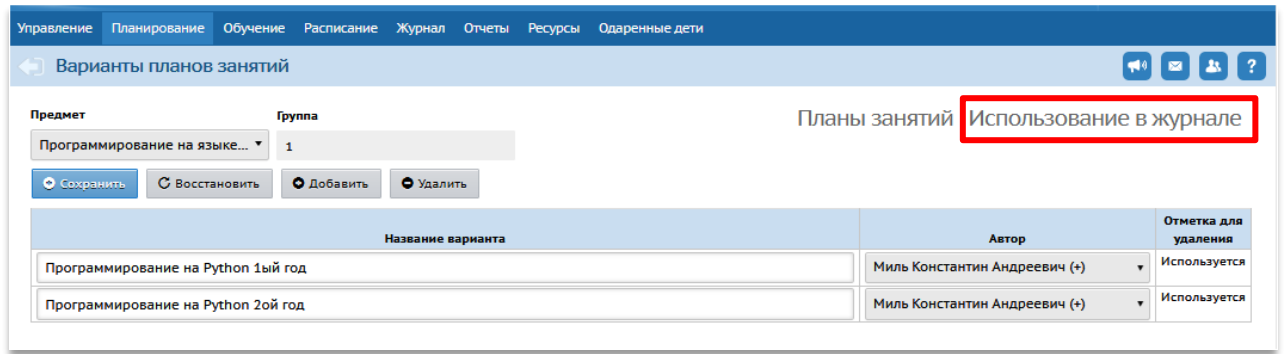 Управление Планирование Обучение Расписание Журнал Отчеты Ресурсы Одаренные дети
Варианты планов занятий ?
Предмет Группа
Планы занятий Использование в журнале
Программирование на языке... 1
Сохранить Восстановить Добавить Удалить
Название варианта Автор Отметка для
удаления
Программирование на Python 1ый год Миль Константин Андреевич (+) Используется
Программирование на Python 2ой год Миль Константин Андреевич (+) Используется